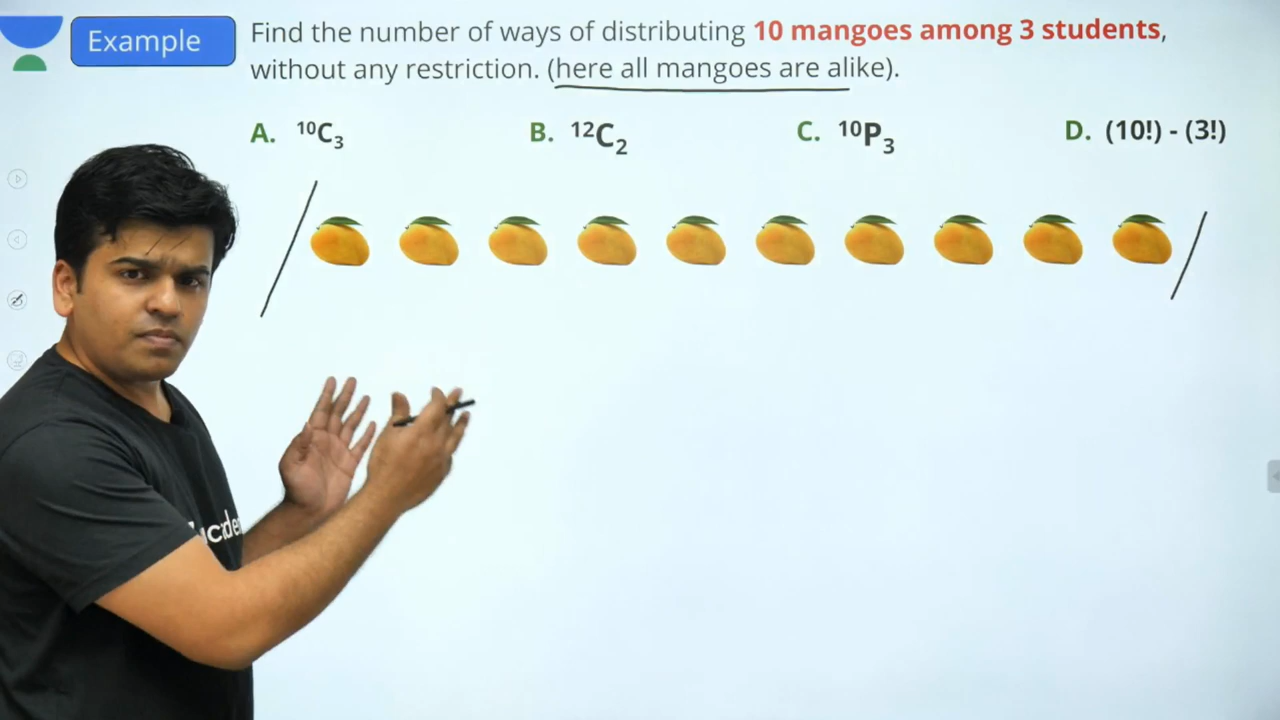 Example
Find the number of ways of distributing 10 mangoes among 3 students,
without any restriction. (here all mangoes are alike).
A. ¹⁰C₃ B. ¹²C₂ C. ¹⁰P₃ D. (10!) - (3!)